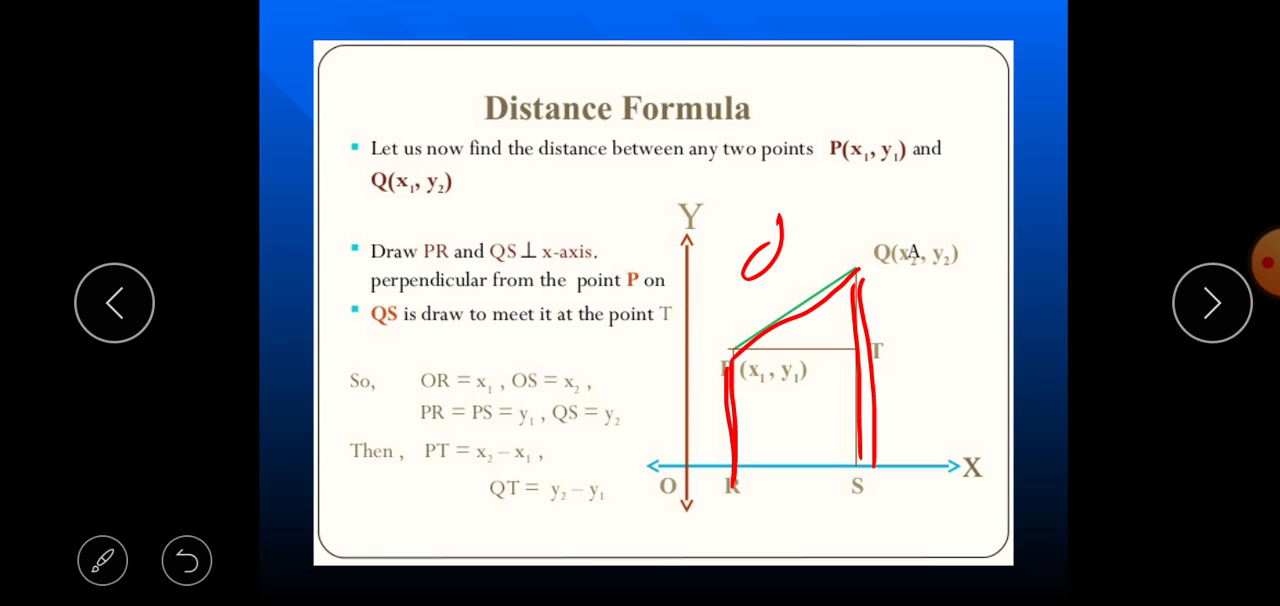 Distance Formula
Let us now find the distance between any two points P(x₁, y₁) and
Q(x₁, y₂)
Draw PR and QS ⊥ x-axis.
perpendicular from the point P on
QS is draw to meet it at the point T
So, OR = x₁ , OS = x₂ ,
PR = PS = y₁ , QS = y₂
Then , PT = x₂ – x₁ ,
QT = y₂ – y₁
Y
d
Q(x₂, y₂)
A
T
P (x₁ , y₁)
X
O R S